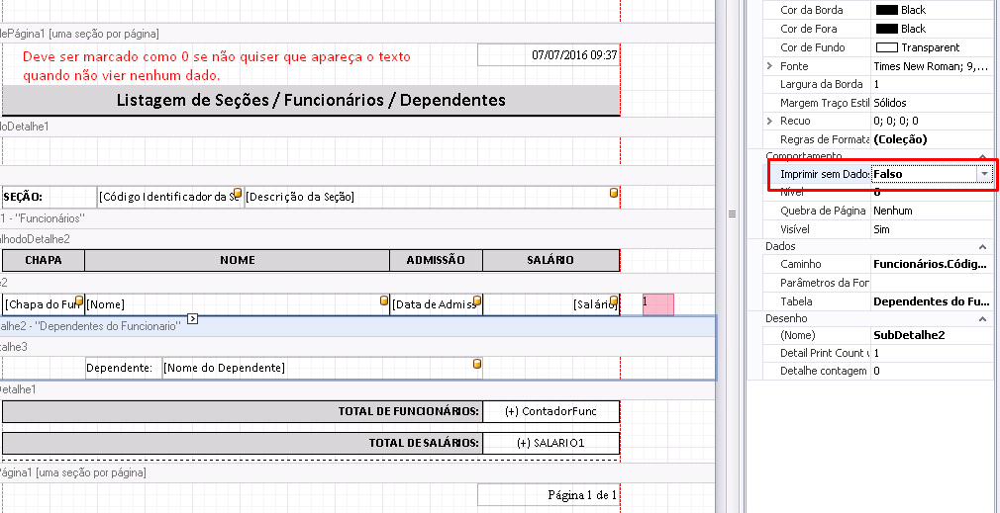 dePágina1 [uma seção por página]
Deve ser marcado como 0 se não quiser que apareça o texto
quando não vier nenhum dado.
07/07/2016 09:37
Listagem de Seções / Funcionários / Dependentes
hodoDetalhe1
SEÇÃO: [Código Identificador da Se [Descrição da Seção]
1 - "Funcionários"
alhodoDetalhe2
CHAPA NOME ADMISSÃO SALÁRIO
e2
[Chapa do Fun [Nome] [Data de Admiss [Salário] 1
alhe2 - "Dependentes do Funcionario"
alhe3
Dependente: [Nome do Dependente]
Detalhe1
TOTAL DE FUNCIONÁRIOS: (+) ContadorFunc
TOTAL DE SALÁRIOS: (+) SALARIO1
Página1 [uma seção por página]
Página 1 de 1
Cor da Borda Black
Cor de Fora Black
Cor de Fundo Transparent
Fonte Times New Roman; 9,...
Largura da Borda 1
Margem Traço Estil Sólidos
Recuo 0; 0; 0; 0
Regras de Formata (Coleção)
Comportamento
Imprimir sem Dados Falso
Nível 0
Quebra de Página Nenhum
Visível Sim
Dados
Caminho Funcionários.Códig...
Parâmetros da Fon
Tabela Dependentes do Fu...
Desenho
(Nome) SubDetalhe2
Detail Print Count w 1
Detalhe contagem 0